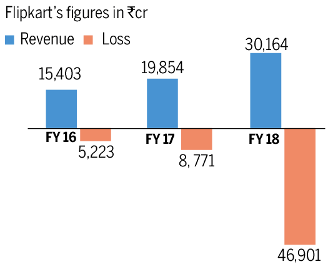 Flipkart's figures in ₹cr
Revenue Loss
30,164
19,854
15,403
FY 16 FY 17 FY 18
5,223
8,771
46,901